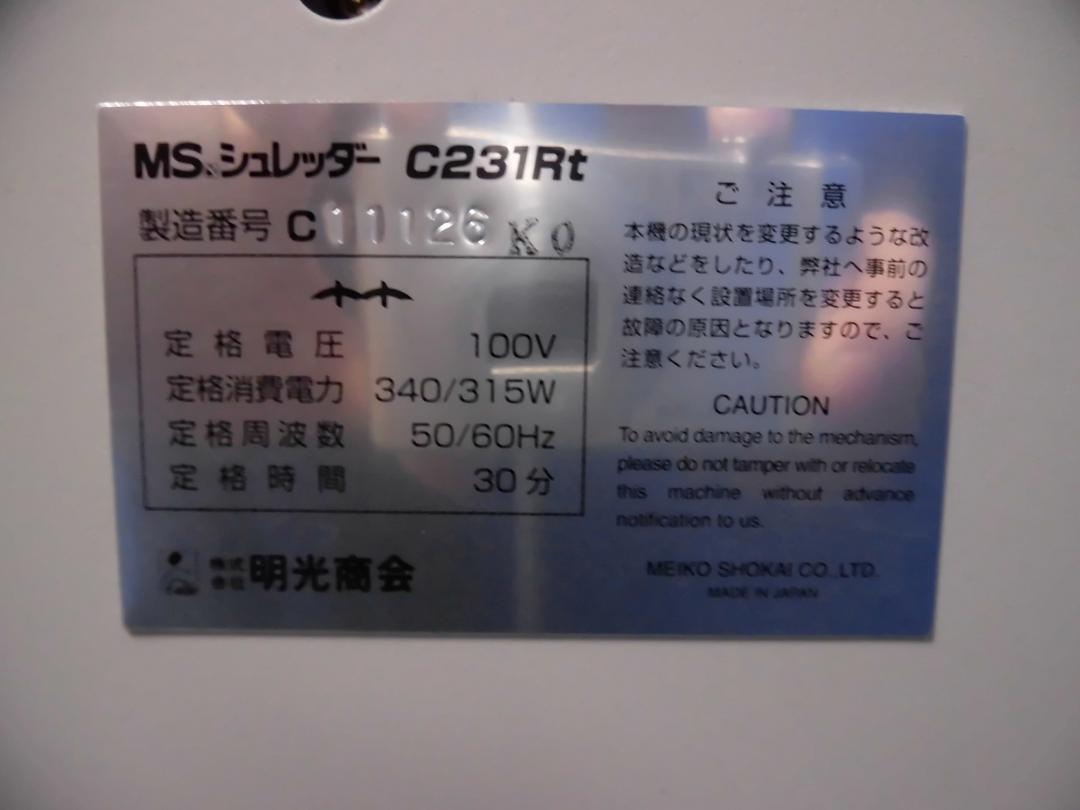 MS シュレッダー C231Rt
製造番号 C11126 KO
定格電圧 100V
定格消費電力 340/315W
定格周波数 50/60Hz
定格時間 30分
株式会社 明光商会
ご注意
本機の現状を変更するような改
造などをしたり、弊社へ事前の
連絡なく設置場所を変更すると
故障の原因となりますので、ご
注意ください。
CAUTION
To avoid damage to the mechanism,
please do not tamper with or relocate
this machine without advance
notification to us.
MEIKO SHOKAI CO.,LTD.
MADE IN JAPAN